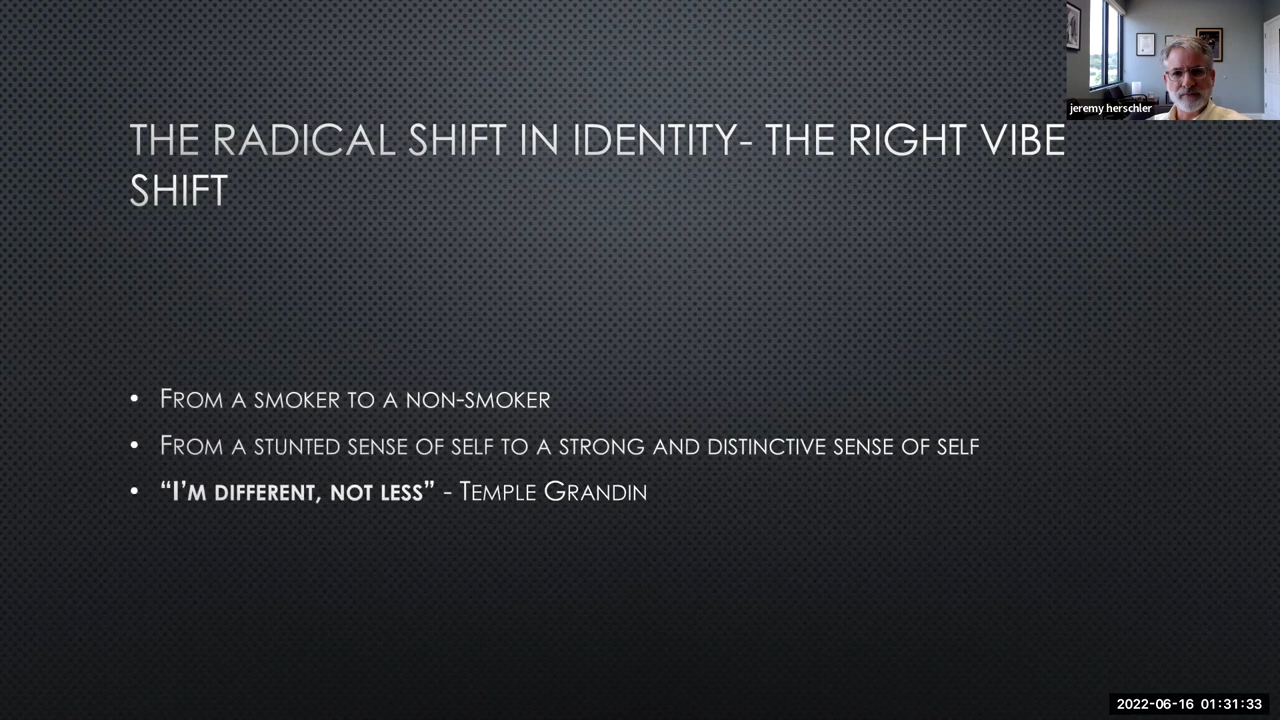 jeremy herschler
THE RADICAL SHIFT IN IDENTITY- THE RIGHT VIBE
SHIFT
• FROM A SMOKER TO A NON-SMOKER
• FROM A STUNTED SENSE OF SELF TO A STRONG AND DISTINCTIVE SENSE OF SELF
• “I’M DIFFERENT, NOT LESS” - TEMPLE GRANDIN
2022-06-16 01:31:33